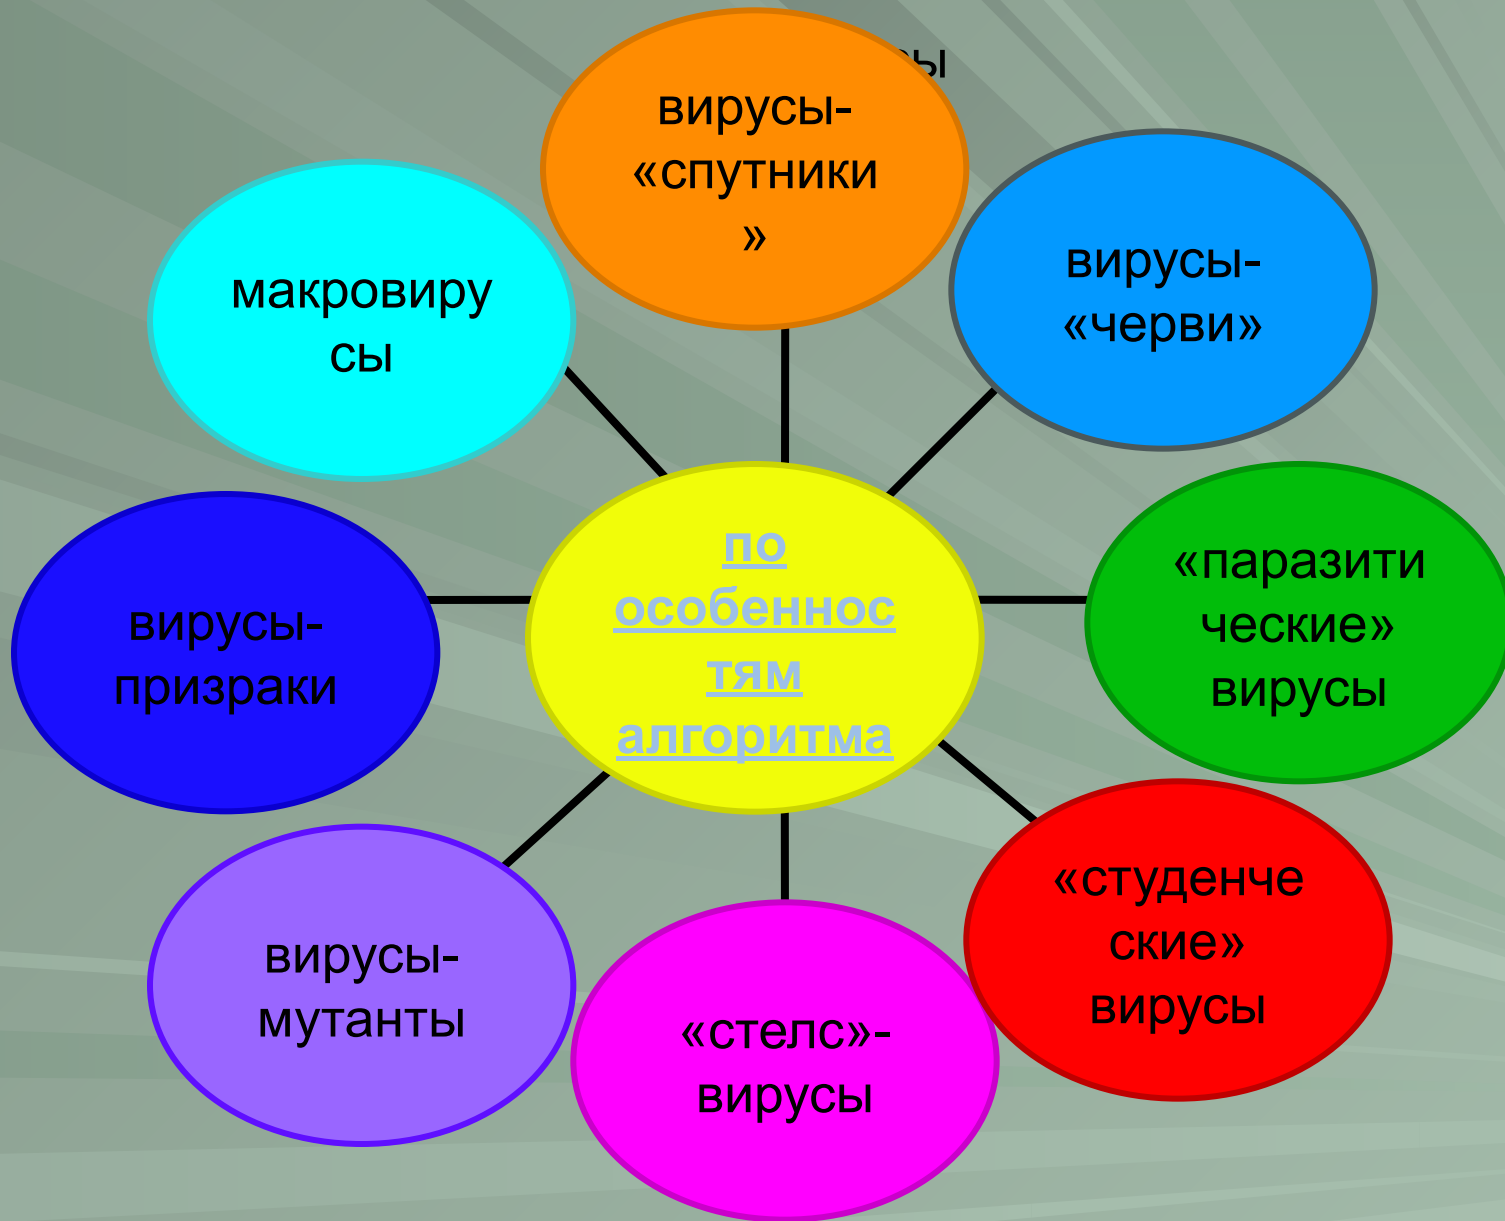 вирусы-
«спутники
»
вирусы-
«черви»
макровиру
сы
по
особеннос
тям
алгоритма
«паразити
ческие»
вирусы
вирусы-
призраки
«студенче
ские»
вирусы
вирусы-
мутанты
«стелс»-
вирусы